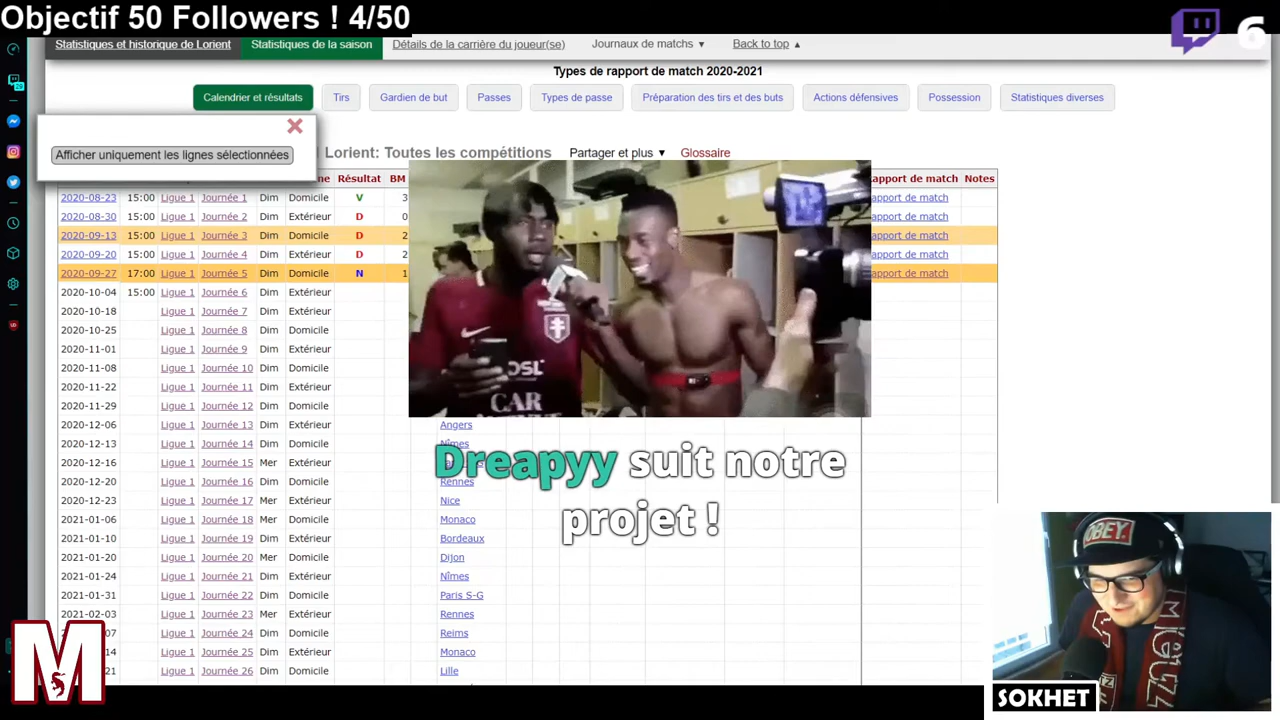 Objectif 50 Followers ! 4/50
6
Statistiques et historique de Lorient Statistiques de la saison Détails de la carrière du joueur(se) Journaux de matchs ▼ Back to top ▲
Types de rapport de match 2020-2021
Calendrier et résultats Tirs Gardien de but Passes Types de passe Préparation des tirs et des buts Actions défensives Possession Statistiques diverses
Afficher uniquement les lignes sélectionnées
Lorient: Toutes les compétitions Partager et plus ▼ Glossaire
Résultat BM apport de match Notes
2020-08-23 15:00 Ligue 1 Journée 1 Dim Domicile V 3 apport de match
2020-08-30 15:00 Ligue 1 Journée 2 Dim Extérieur D 0 apport de match
2020-09-13 15:00 Ligue 1 Journée 3 Dim Domicile D 2 apport de match
2020-09-20 15:00 Ligue 1 Journée 4 Dim Extérieur D 2 apport de match
2020-09-27 17:00 Ligue 1 Journée 5 Dim Domicile N 1 apport de match
2020-10-04 15:00 Ligue 1 Journée 6 Dim Extérieur
2020-10-18 Ligue 1 Journée 7 Dim Extérieur
2020-10-25 Ligue 1 Journée 8 Dim Domicile
2020-11-01 Ligue 1 Journée 9 Dim Extérieur
2020-11-08 Ligue 1 Journée 10 Dim Domicile
2020-11-22 Ligue 1 Journée 11 Dim Extérieur
2020-11-29 Ligue 1 Journée 12 Dim Domicile
2020-12-06 Ligue 1 Journée 13 Dim Extérieur Angers
2020-12-13 Ligue 1 Journée 14 Dim Domicile Nîmes
2020-12-16 Ligue 1 Journée 15 Mer Extérieur
2020-12-20 Ligue 1 Journée 16 Dim Domicile Rennes
2020-12-23 Ligue 1 Journée 17 Mer Extérieur Nice
2021-01-06 Ligue 1 Journée 18 Mer Domicile Monaco
2021-01-10 Ligue 1 Journée 19 Dim Extérieur Bordeaux
2021-01-20 Ligue 1 Journée 20 Mer Domicile Dijon
2021-01-24 Ligue 1 Journée 21 Dim Extérieur Nîmes
2021-01-31 Ligue 1 Journée 22 Dim Domicile Paris S-G
2021-02-03 Ligue 1 Journée 23 Mer Extérieur Rennes
07 Ligue 1 Journée 24 Dim Domicile Reims
14 Ligue 1 Journée 25 Dim Extérieur Monaco
21 Ligue 1 Journée 26 Dim Domicile Lille
CAR
Dreapyy suit notre
projet !
OBEY.
M
SOKHET